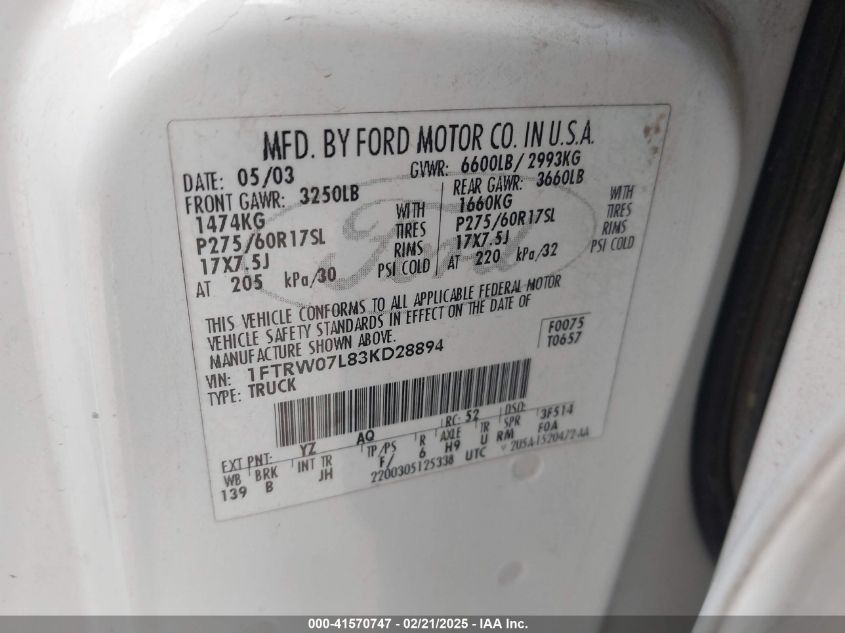 MFD. BY FORD MOTOR CO. IN U.S.A.
DATE: 05/03 GVWR: 6600LB/ 2993KG
FRONT GAWR: 3250LB REAR GAWR: 3660LB
1474KG WITH 1660KG WITH
P275/60R17SL TIRES P275/60R17SL TIRES
17X7.5J RIMS 17X7.5J RIMS
AT 205 kPa/30 PSI COLD AT 220 kPa/32 PSI COLD
Ford
THIS VEHICLE CONFORMS TO ALL APPLICABLE FEDERAL MOTOR
VEHICLE SAFETY STANDARDS IN EFFECT ON THE DATE OF
MANUFACTURE SHOWN ABOVE.
F0075
T0657
VIN: 1FTRW07L83KD28894
TYPE: TRUCK
EXT PNT: YZ AQ RC: 52 DSO: 3F514
WB BRK INT TR TP/PS R AXLE TR SPR F0A
139 B JH F/ 6 H9 U RM
2200305125338 UTC
000-41570747 - 02/21/2025 - IAA Inc.